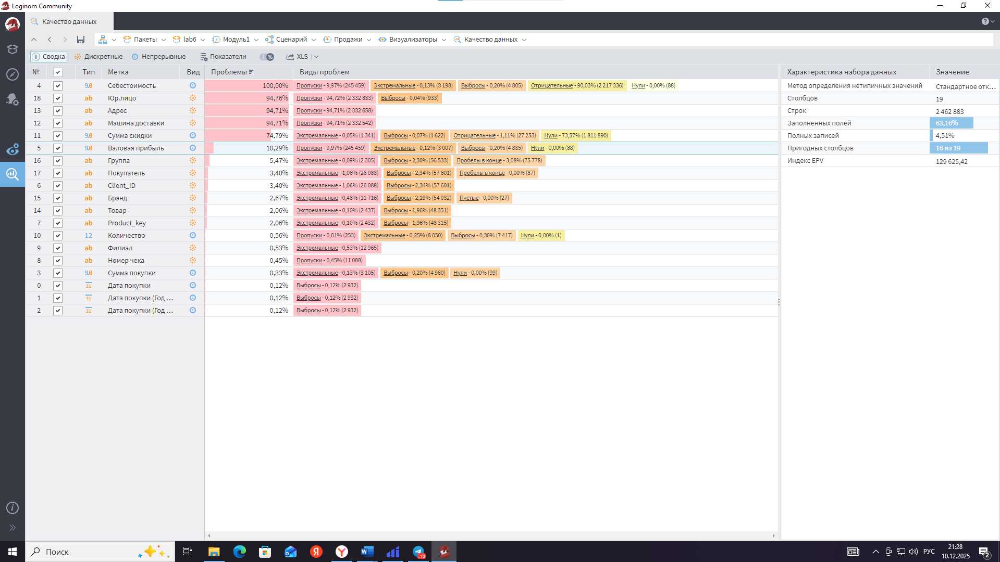 Loginom Community
Качество данных
Пакеты lab6 Модуль1 Сценарий Продажи Визуализаторы Качество данных
Сводка Дискретные Непрерывные Показатели % XLS
№ Тип Метка Вид Проблемы Виды проблем
4 9.0 Себестоимость 100,00% Пропуски - 9,97% (245 459) Экстремальные - 0,13% (3 198) Выбросы - 0,20% (4 805) Отрицательные - 90,03% (2 217 336) Нули - 0,00% (88)
18 ab Юр.лицо 94,76% Пропуски - 94,72% (2 332 833) Выбросы - 0,04% (933)
13 ab Адрес 94,71% Пропуски - 94,71% (2 332 658)
12 ab Машина доставки 94,71% Пропуски - 94,71% (2 332 542)
11 9.0 Сумма скидки 74,79% Экстремальные - 0,05% (1 341) Выбросы - 0,07% (1 622) Отрицательные - 1,11% (27 253) Нули - 73,57% (1 811 890)
5 9.0 Валовая прибыль 10,29% Пропуски - 9,97% (245 459) Экстремальные - 0,12% (3 007) Выбросы - 0,20% (4 835) Нули - 0,00% (88)
16 ab Группа 5,47% Экстремальные - 0,09% (2 305) Выбросы - 2,30% (56 533) Пробелы в конце - 3,08% (75 778)
17 ab Покупатель 3,40% Экстремальные - 1,06% (26 088) Выбросы - 2,34% (57 601) Пробелы в конце - 0,00% (87)
6 ab Client_ID 3,40% Экстремальные - 1,06% (26 088) Выбросы - 2,34% (57 601)
15 ab Брэнд 2,67% Экстремальные - 0,48% (11 716) Выбросы - 2,19% (54 032) Пустые - 0,00% (27)
14 ab Товар 2,06% Экстремальные - 0,10% (2 437) Выбросы - 1,96% (48 351)
7 ab Product_key 2,06% Экстремальные - 0,10% (2 432) Выбросы - 1,96% (48 315)
10 12 Количество 0,56% Пропуски - 0,01% (253) Экстремальные - 0,25% (6 050) Выбросы - 0,30% (7 417) Нули - 0,00% (1)
9 ab Филиал 0,53% Экстремальные - 0,53% (12 965)
8 ab Номер чека 0,45% Пропуски - 0,45% (11 088)
3 9.0 Сумма покупки 0,33% Экстремальные - 0,13% (3 105) Выбросы - 0,20% (4 960) Нули - 0,00% (99)
0 31 Дата покупки 0,12% Выбросы - 0,12% (2 932)
1 31 Дата покупки (Год ... 0,12% Выбросы - 0,12% (2 932)
2 31 Дата покупки (Год ... 0,12% Выбросы - 0,12% (2 932)
Характеристика набора данных Значение
Метод определения нетипичных значений Стандартное отк...
Столбцов 19
Строк 2 462 883
Заполненных полей 63,16%
Полных записей 4,51%
Пригодных столбцов 16 из 19
Индекс EPV 129 625,42
Поиск
.10
РУС
21:28
10.12.2025
2